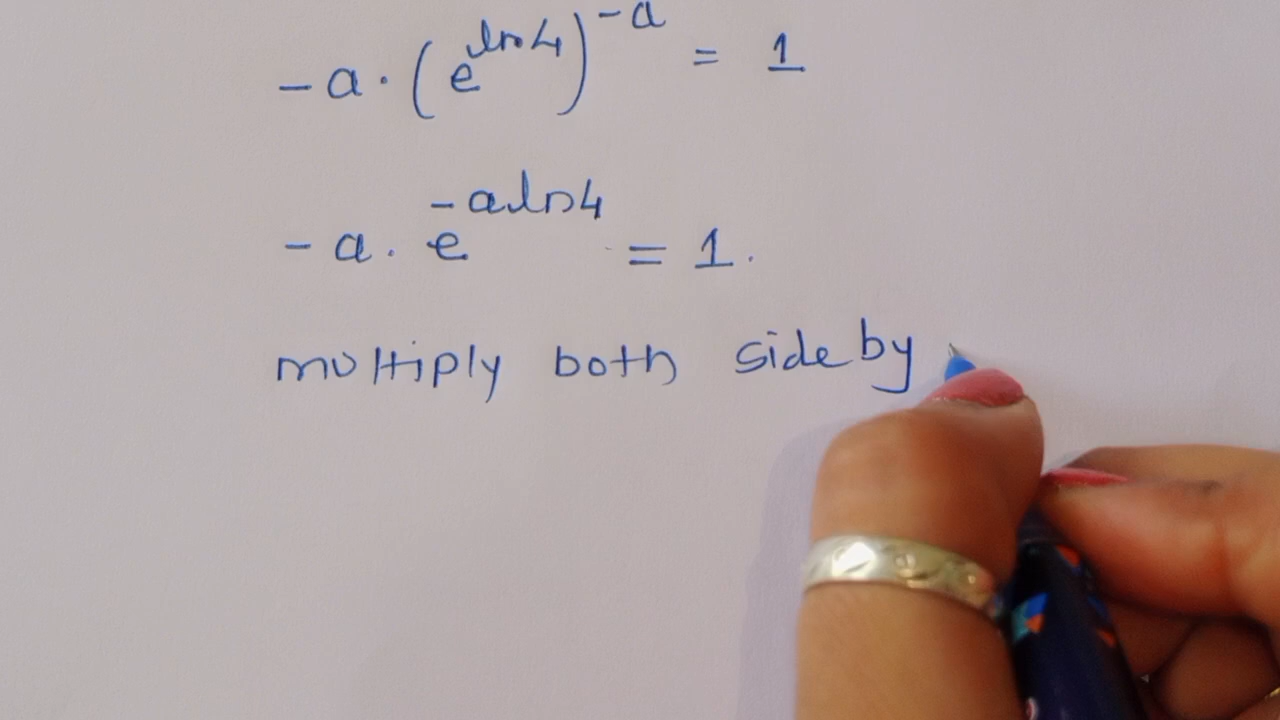 -a·(e^ln4)^-a = 1
-a. e^-aln4 = 1.
multiply both side by